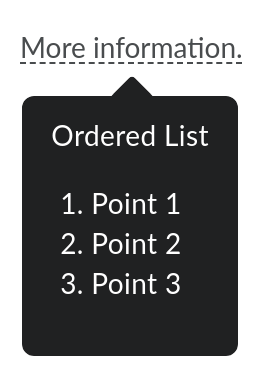 More information.
Ordered List
1. Point 1
2. Point 2
3. Point 3